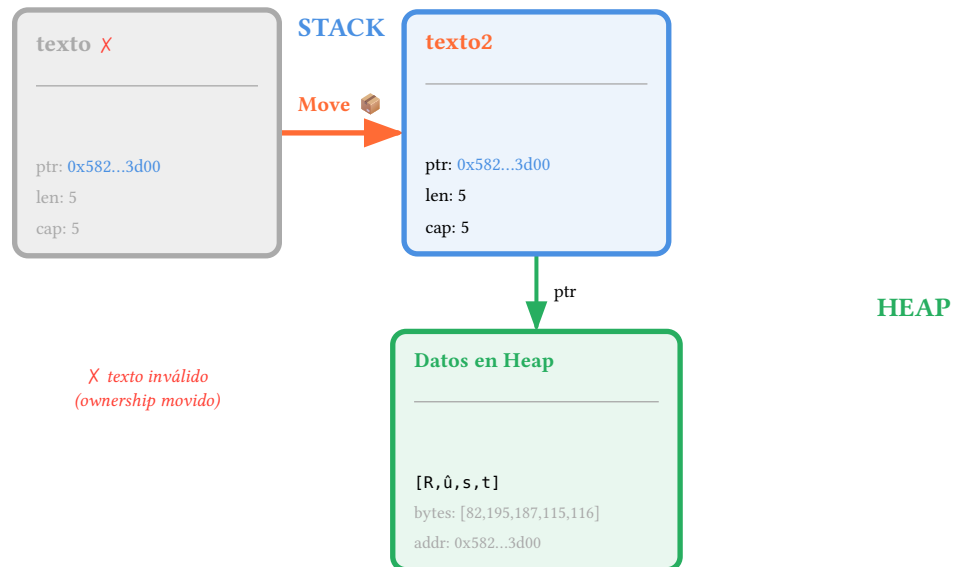 texto ✗
STACK
texto2
Move 📦
ptr: 0x582...3d00
len: 5
cap: 5
ptr: 0x582...3d00
len: 5
cap: 5
ptr
HEAP
✗ texto inválido
(ownership movido)
Datos en Heap
[R,û,s,t]
bytes: [82,195,187,115,116]
addr: 0x582...3d00